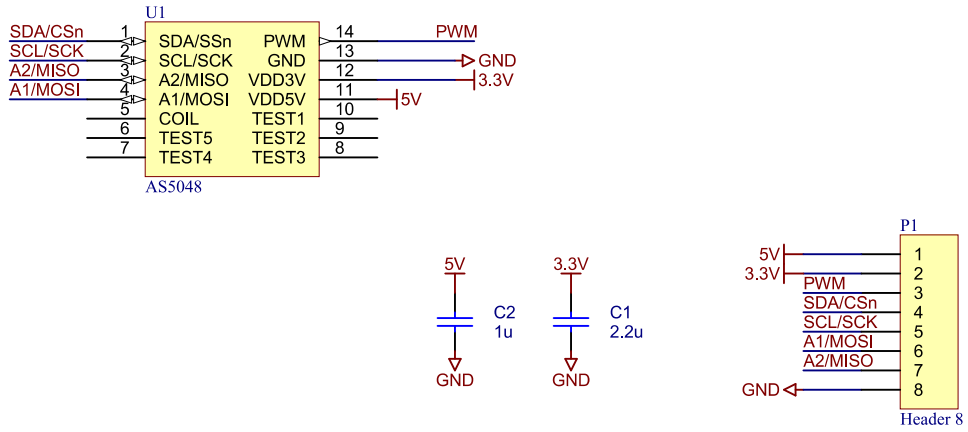 U1
SDA/CSn 1 SDA/SSn PWM 14 PWM
SCL/SCK 2 SCL/SCK GND 13 GND
A2/MISO 3 A2/MISO VDD3V 12 3.3V
A1/MOSI 4 A1/MOSI VDD5V 11 5V
5 COIL TEST1 10
6 TEST5 TEST2 9
7 TEST4 TEST3 8
AS5048
5V
C2
1u
GND
3.3V
C1
2.2u
GND
P1
5V 1
3.3V 2
PWM 3
SDA/CSn 4
SCL/SCK 5
A1/MOSI 6
A2/MISO 7
GND 8
Header 8